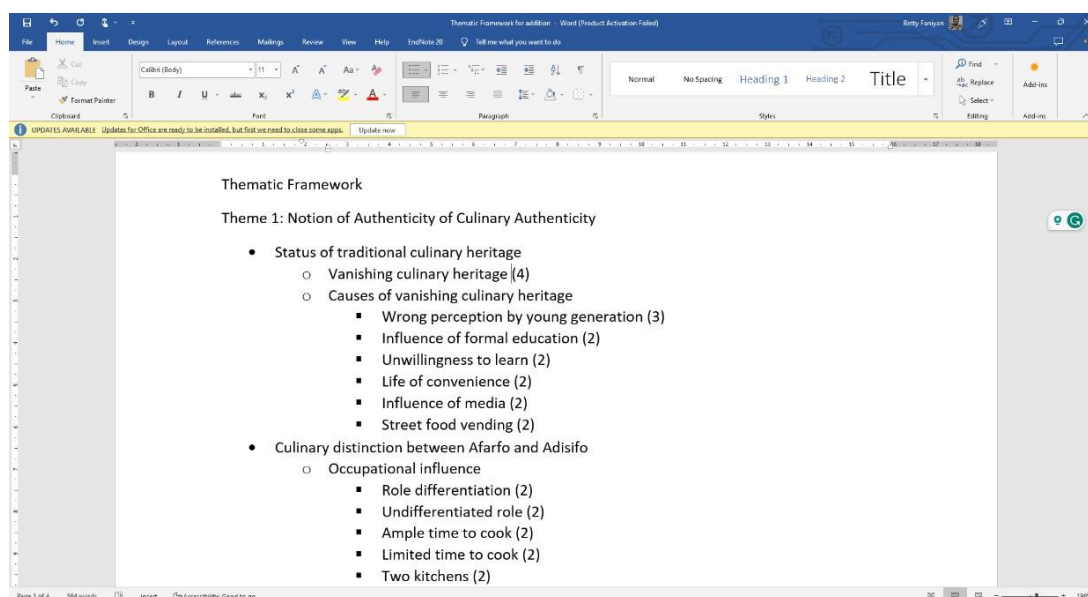 Thematic Framework for addition - Word (Product Activation Failed)
Betty Faniyan
File Home Insert Design Layout References Mailings Review View Help EndNote 20 Tell me what you want to do
Paste
Cut
Copy
Format Painter
Clipboard
Calibri (Body) 11
Font
Paragraph
Normal
No Spacing
Heading 1
Heading 2
Title
Styles
Find
Replace
Select
Editing
Add-ins
Add-ins
UPDATES AVAILABLE Updates for Office are ready to be installed, but first we need to close some apps. Update now
Thematic Framework
Theme 1: Notion of Authenticity of Culinary Authenticity
• Status of traditional culinary heritage
o Vanishing culinary heritage (4)
o Causes of vanishing culinary heritage
▪ Wrong perception by young generation (3)
▪ Influence of formal education (2)
▪ Unwillingness to learn (2)
▪ Life of convenience (2)
▪ Influence of media (2)
▪ Street food vending (2)
• Culinary distinction between Afarfo and Adisifo
o Occupational influence
▪ Role differentiation (2)
▪ Undifferentiated role (2)
▪ Ample time to cook (2)
▪ Limited time to cook (2)
▪ Two kitchens (2)
Page 1 of 4 564 words